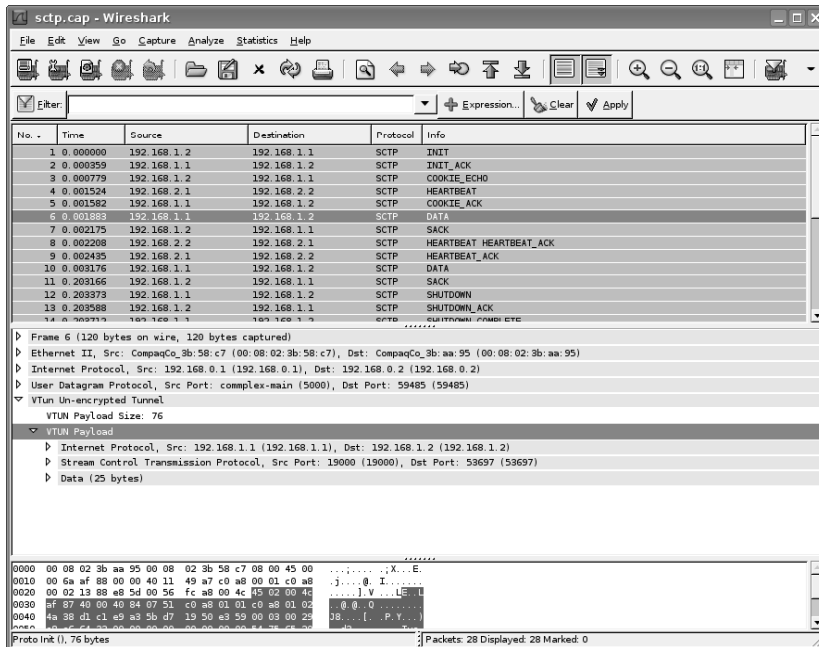 sctp.cap - Wireshark
File Edit View Go Capture Analyze Statistics Help
Filter: Expression... Clear Apply
No. . Time Source Destination Protocol Info
1 0.000000 192.168.1.2 192.168.1.1 SCTP INIT
2 0.000359 192.168.1.1 192.168.1.2 SCTP INIT_ACK
3 0.000779 192.168.1.2 192.168.1.1 SCTP COOKIE_ECHO
4 0.001524 192.168.2.1 192.168.2.2 SCTP HEARTBEAT
5 0.001582 192.168.1.1 192.168.1.2 SCTP COOKIE_ACK
6 0.001883 192.168.1.1 192.168.1.2 SCTP DATA
7 0.002175 192.168.1.2 192.168.1.1 SCTP SACK
8 0.002208 192.168.2.2 192.168.2.1 SCTP HEARTBEAT HEARTBEAT_ACK
9 0.002435 192.168.2.1 192.168.2.2 SCTP HEARTBEAT_ACK
10 0.003176 192.168.1.1 192.168.1.2 SCTP DATA
11 0.203166 192.168.1.2 192.168.1.1 SCTP SACK
12 0.203373 192.168.1.1 192.168.1.2 SCTP SHUTDOWN
13 0.203588 192.168.1.2 192.168.1.1 SCTP SHUTDOWN_ACK
14 0.203712 192.168.1.1 192.168.1.2 SCTP SHUTDOWN_COMPLETE
Frame 6 (120 bytes on wire, 120 bytes captured)
Ethernet II, Src: CompaqCo_3b:58:c7 (00:08:02:3b:58:c7), Dst: CompaqCo_3b:aa:95 (00:08:02:3b:aa:95)
Internet Protocol, Src: 192.168.0.1 (192.168.0.1), Dst: 192.168.0.2 (192.168.0.2)
User Datagram Protocol, Src Port: commplex-main (5000), Dst Port: 59485 (59485)
VTun Un-encrypted Tunnel
VTUN Payload Size: 76
VTUN Payload
Internet Protocol, Src: 192.168.1.1 (192.168.1.1), Dst: 192.168.1.2 (192.168.1.2)
Stream Control Transmission Protocol, Src Port: 19000 (19000), Dst Port: 53697 (53697)
Data (25 bytes)
0000 00 08 02 3b aa 95 00 08 02 3b 58 c7 08 00 45 00 ...;.... .;X...E.
0010 00 6a af 88 00 00 40 11 49 a7 c0 a8 00 01 c0 a8 .j....@. I.......
0020 00 02 13 88 e8 5d 00 56 fc a8 00 4c 45 02 00 4c .....].V ...LE..L
0030 af 87 40 00 40 84 07 51 c0 a8 01 01 c0 a8 01 02 ..@.@..Q ........
0040 4a 38 d1 c1 e9 a3 5b d7 19 50 e3 59 00 03 00 29 J8....[. .P.Y...)
Proto Init (), 76 bytes Packets: 28 Displayed: 28 Marked: 0